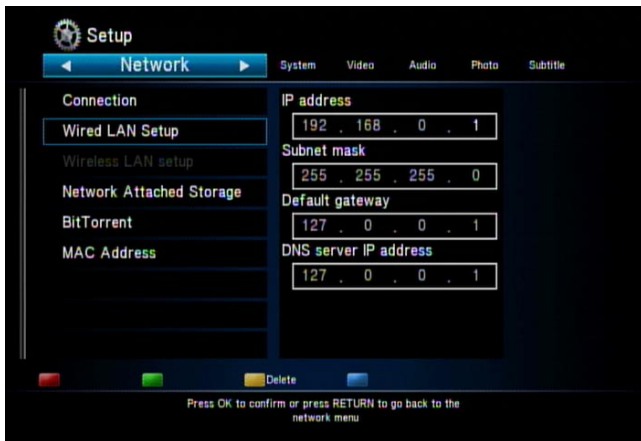 Setup
Network
System Video Audio Photo Subtitle
Connection
Wired LAN Setup
Wireless LAN setup
Network Attached Storage
BitTorrent
MAC Address
IP address
192 . 168 . 0 . 1
Subnet mask
255 . 255 . 255 . 0
Default gateway
127 . 0 . 0 . 1
DNS server IP address
127 . 0 . 0 . 1
Delete
Press OK to confirm or press RETURN to go back to the
network menu